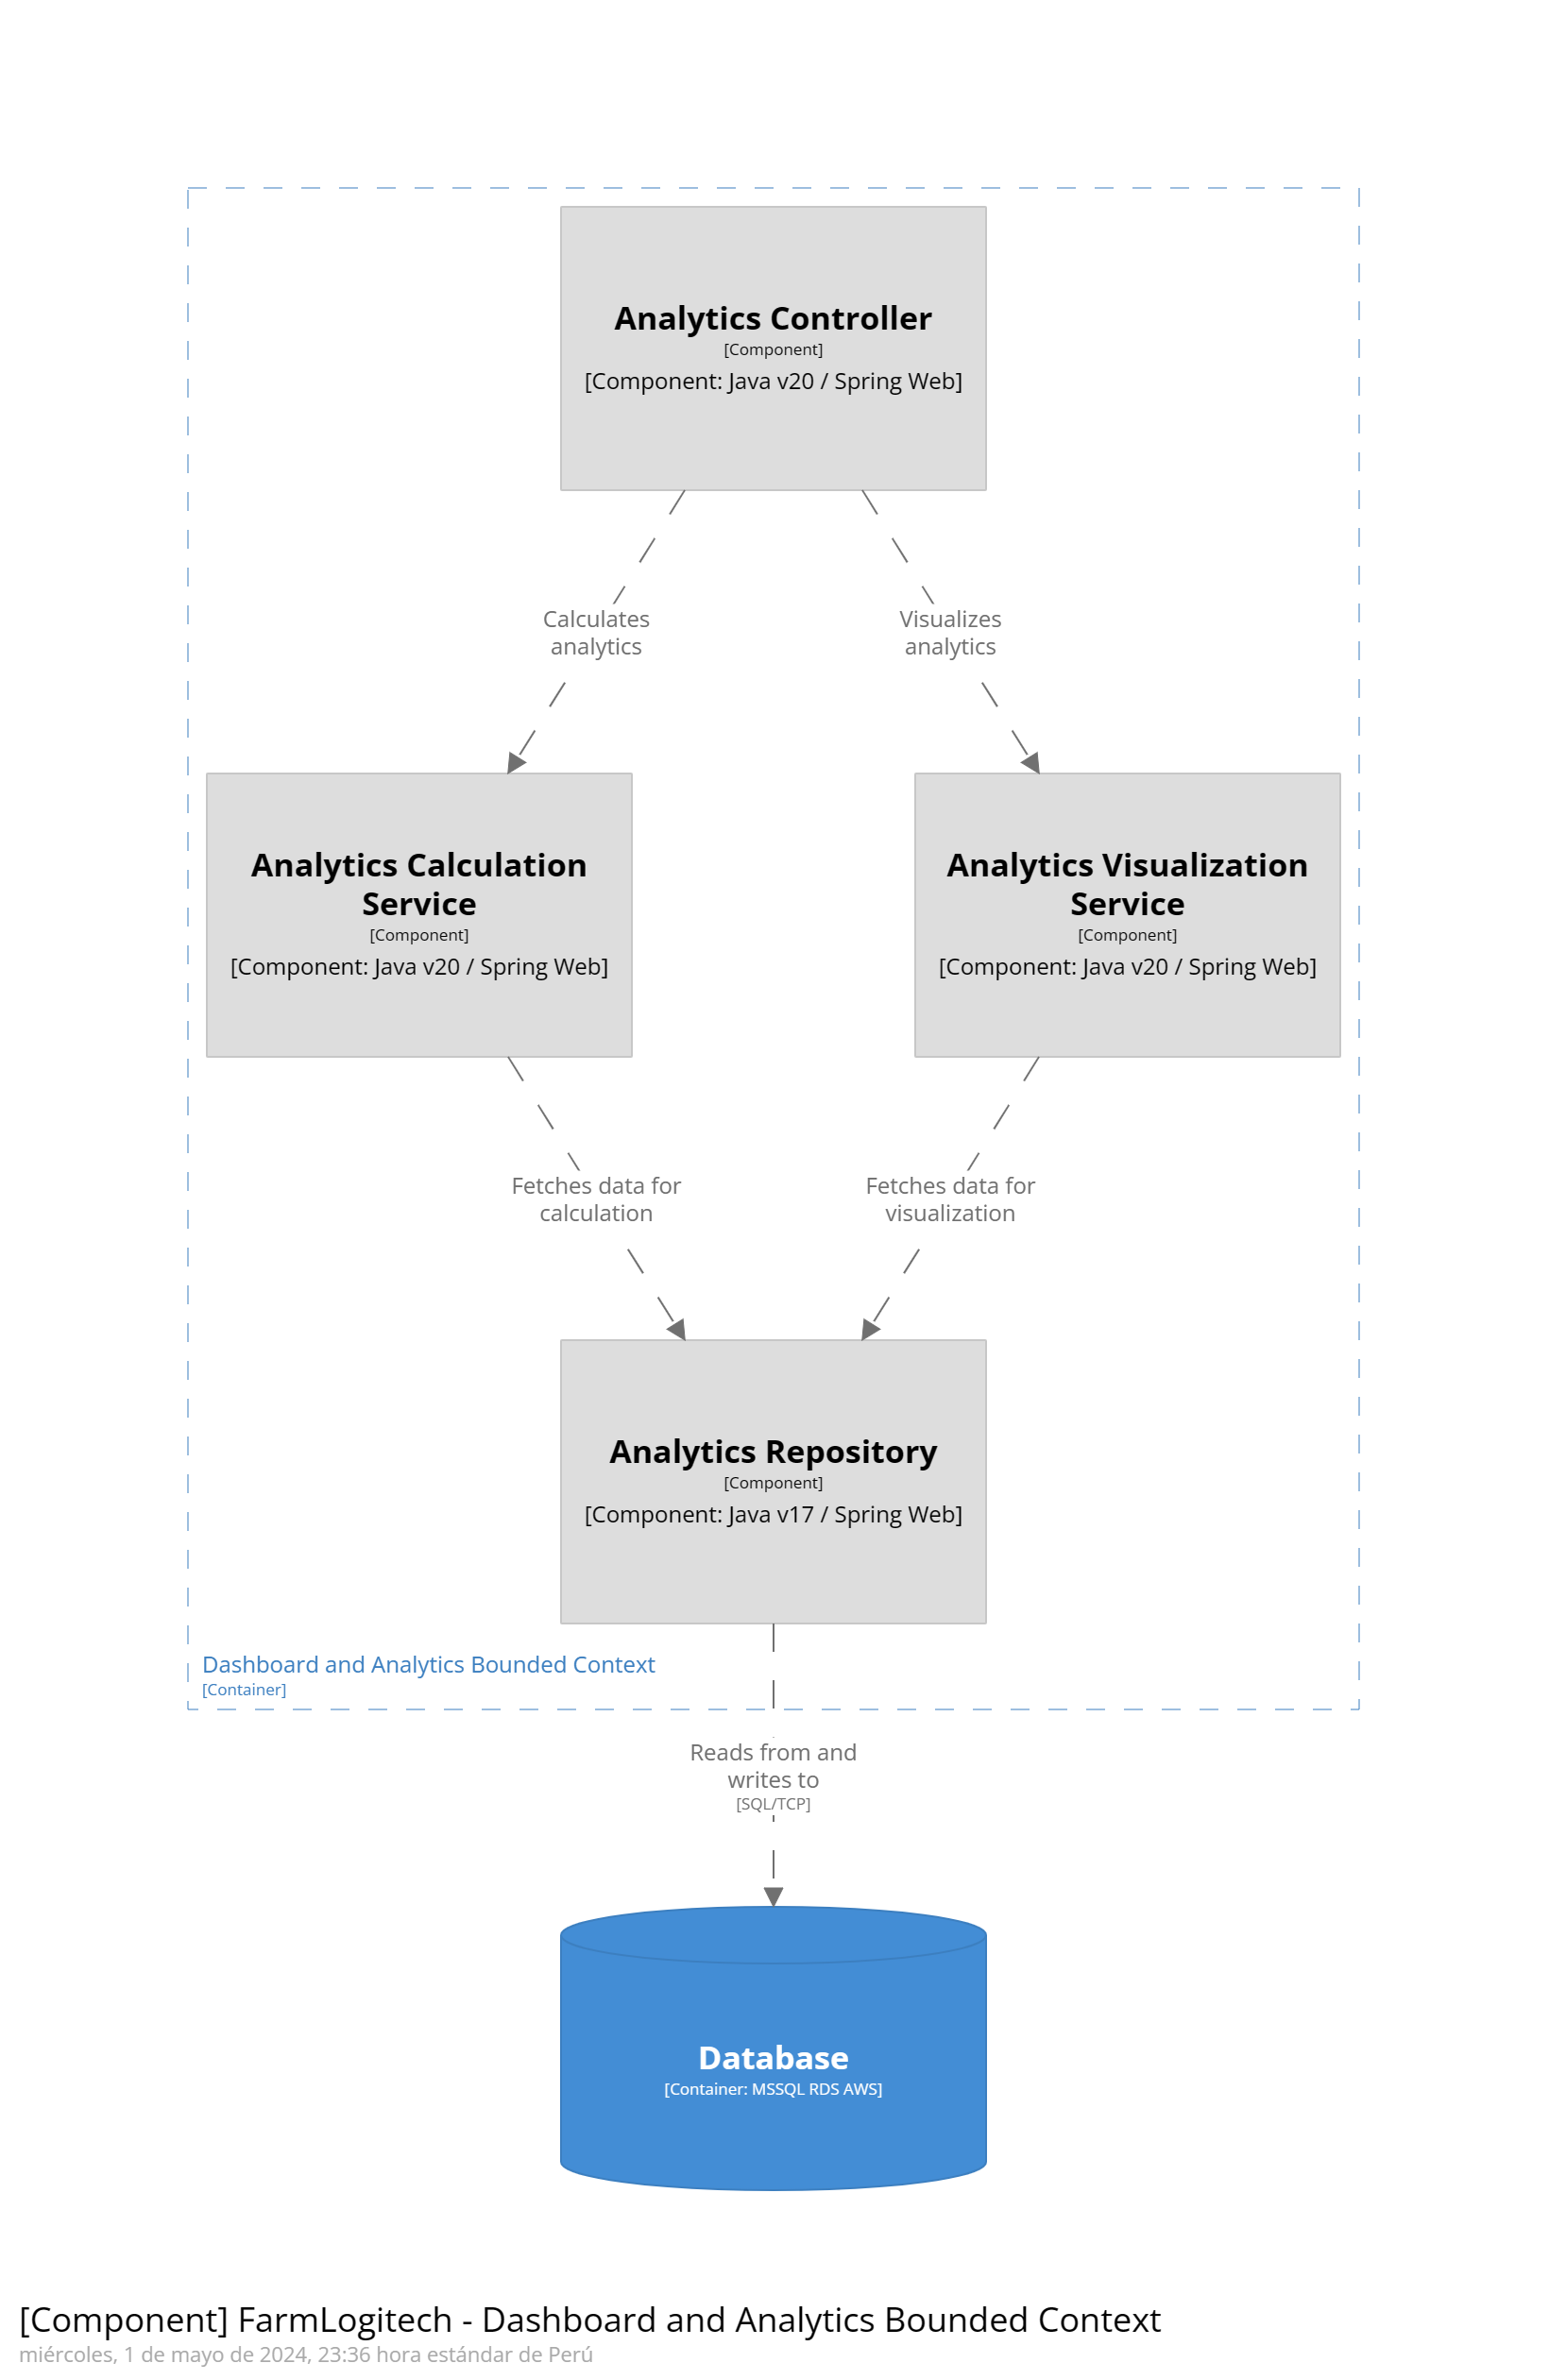 Analytics Controller
[Component]
[Component: Java v20 / Spring Web]
Calculates
analytics
Visualizes
analytics
Analytics Calculation
Service
[Component]
[Component: Java v20 / Spring Web]
Analytics Visualization
Service
[Component]
[Component: Java v20 / Spring Web]
Fetches data for
calculation
Fetches data for
visualization
Analytics Repository
[Component]
[Component: Java v17 / Spring Web]
Dashboard and Analytics Bounded Context
[Container]
Reads from and
writes to
[SQL/TCP]
Database
[Container: MSSQL RDS AWS]
[Component] FarmLogitech - Dashboard and Analytics Bounded Context
miércoles, 1 de mayo de 2024, 23:36 hora estándar de Perú